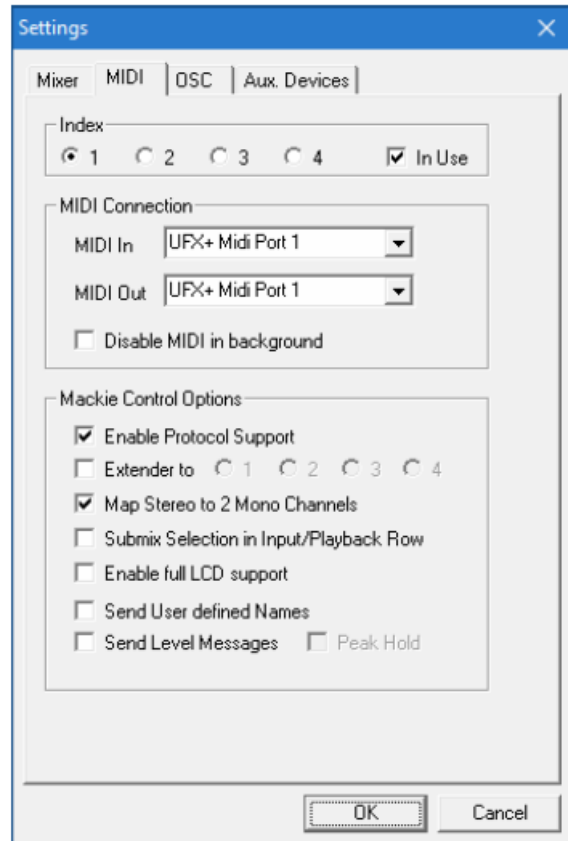 Settings
Mixer MIDI OSC Aux. Devices
Index
1 2 3 4 In Use
MIDI Connection
MIDI In UFX+ Midi Port 1
MIDI Out UFX+ Midi Port 1
Disable MIDI in background
Mackie Control Options
Enable Protocol Support
Extender to 1 2 3 4
Map Stereo to 2 Mono Channels
Submix Selection in Input/Playback Row
Enable full LCD support
Send User defined Names
Send Level Messages Peak Hold
OK Cancel